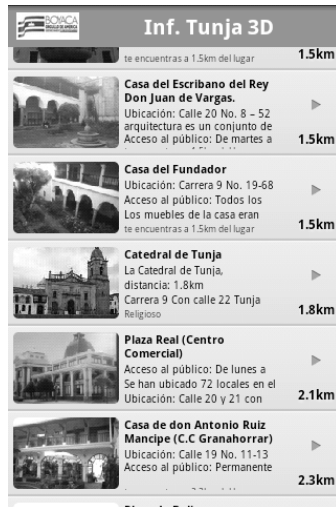 BOYACA
Inf. Tunja 3D
te encuentras a 1.5km del lugar
1.5km
Casa del Escribano del Rey
Don Juan de Vargas.
Ubicación: Calle 20 No. 8 – 52
arquitectura es un conjunto de
Acceso al público: De martes a
1.5km
Casa del Fundador
Ubicación: Carrera 9 No. 19-68
Acceso al público: Todos los
Los muebles de la casa eran
te encuentras a 1.5km del lugar
1.5km
Catedral de Tunja
La Catedral de Tunja,
distancia: 1.8km
Carrera 9 Con calle 22 Tunja
Religioso
1.8km
Plaza Real (Centro
Comercial)
Acceso al público: De lunes a
Se han ubicado 72 locales en el
Ubicación: Calle 20 y 21 con
2.1km
Casa de don Antonio Ruiz
Mancipe (C.C Granahorrar)
Ubicación: Calle 19 No. 11-13
Acceso al público: Permanente
2.3km